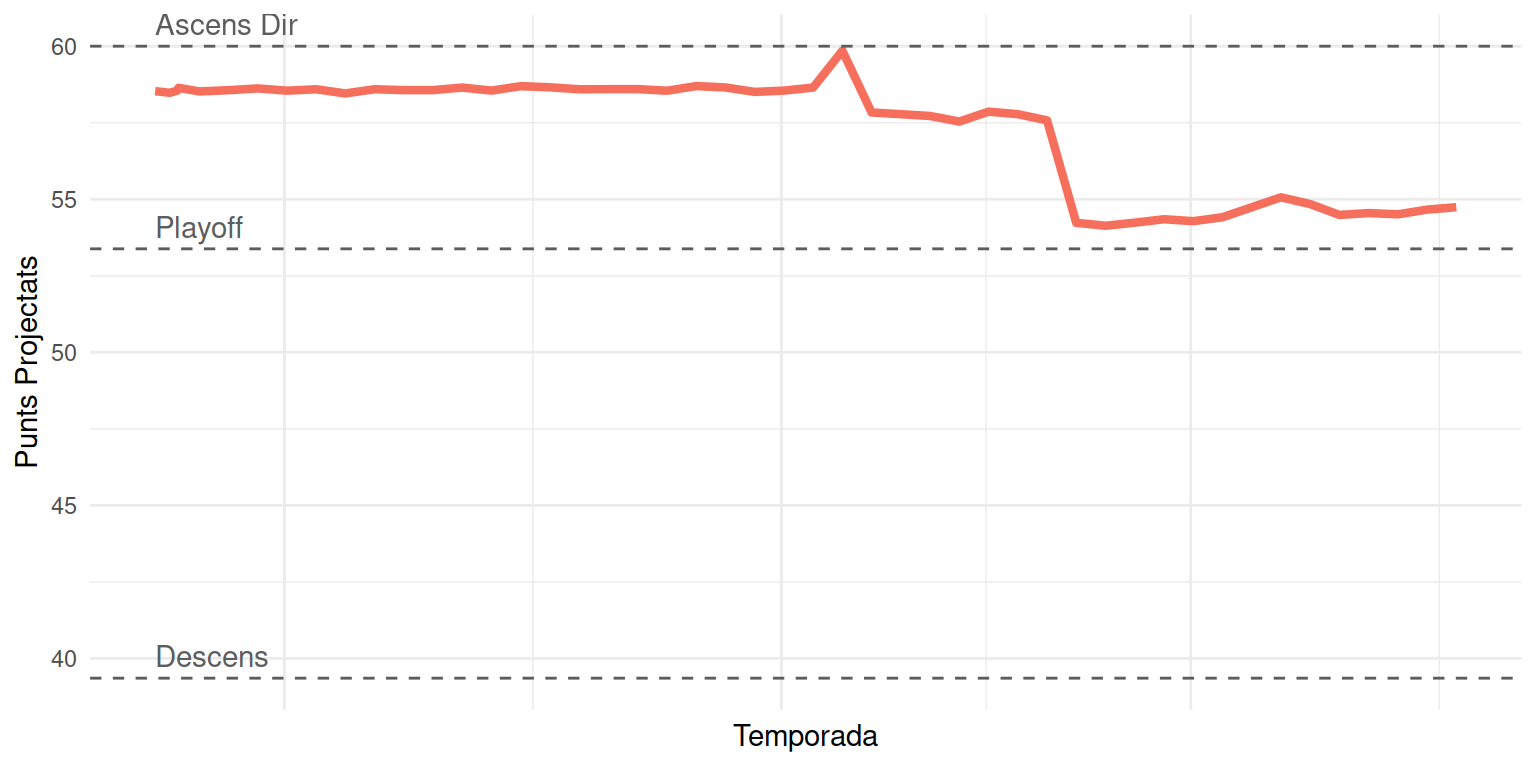 Ascens Dir
60
55
Playoff
50
45
40
Descens
Punts Projectats
Temporada